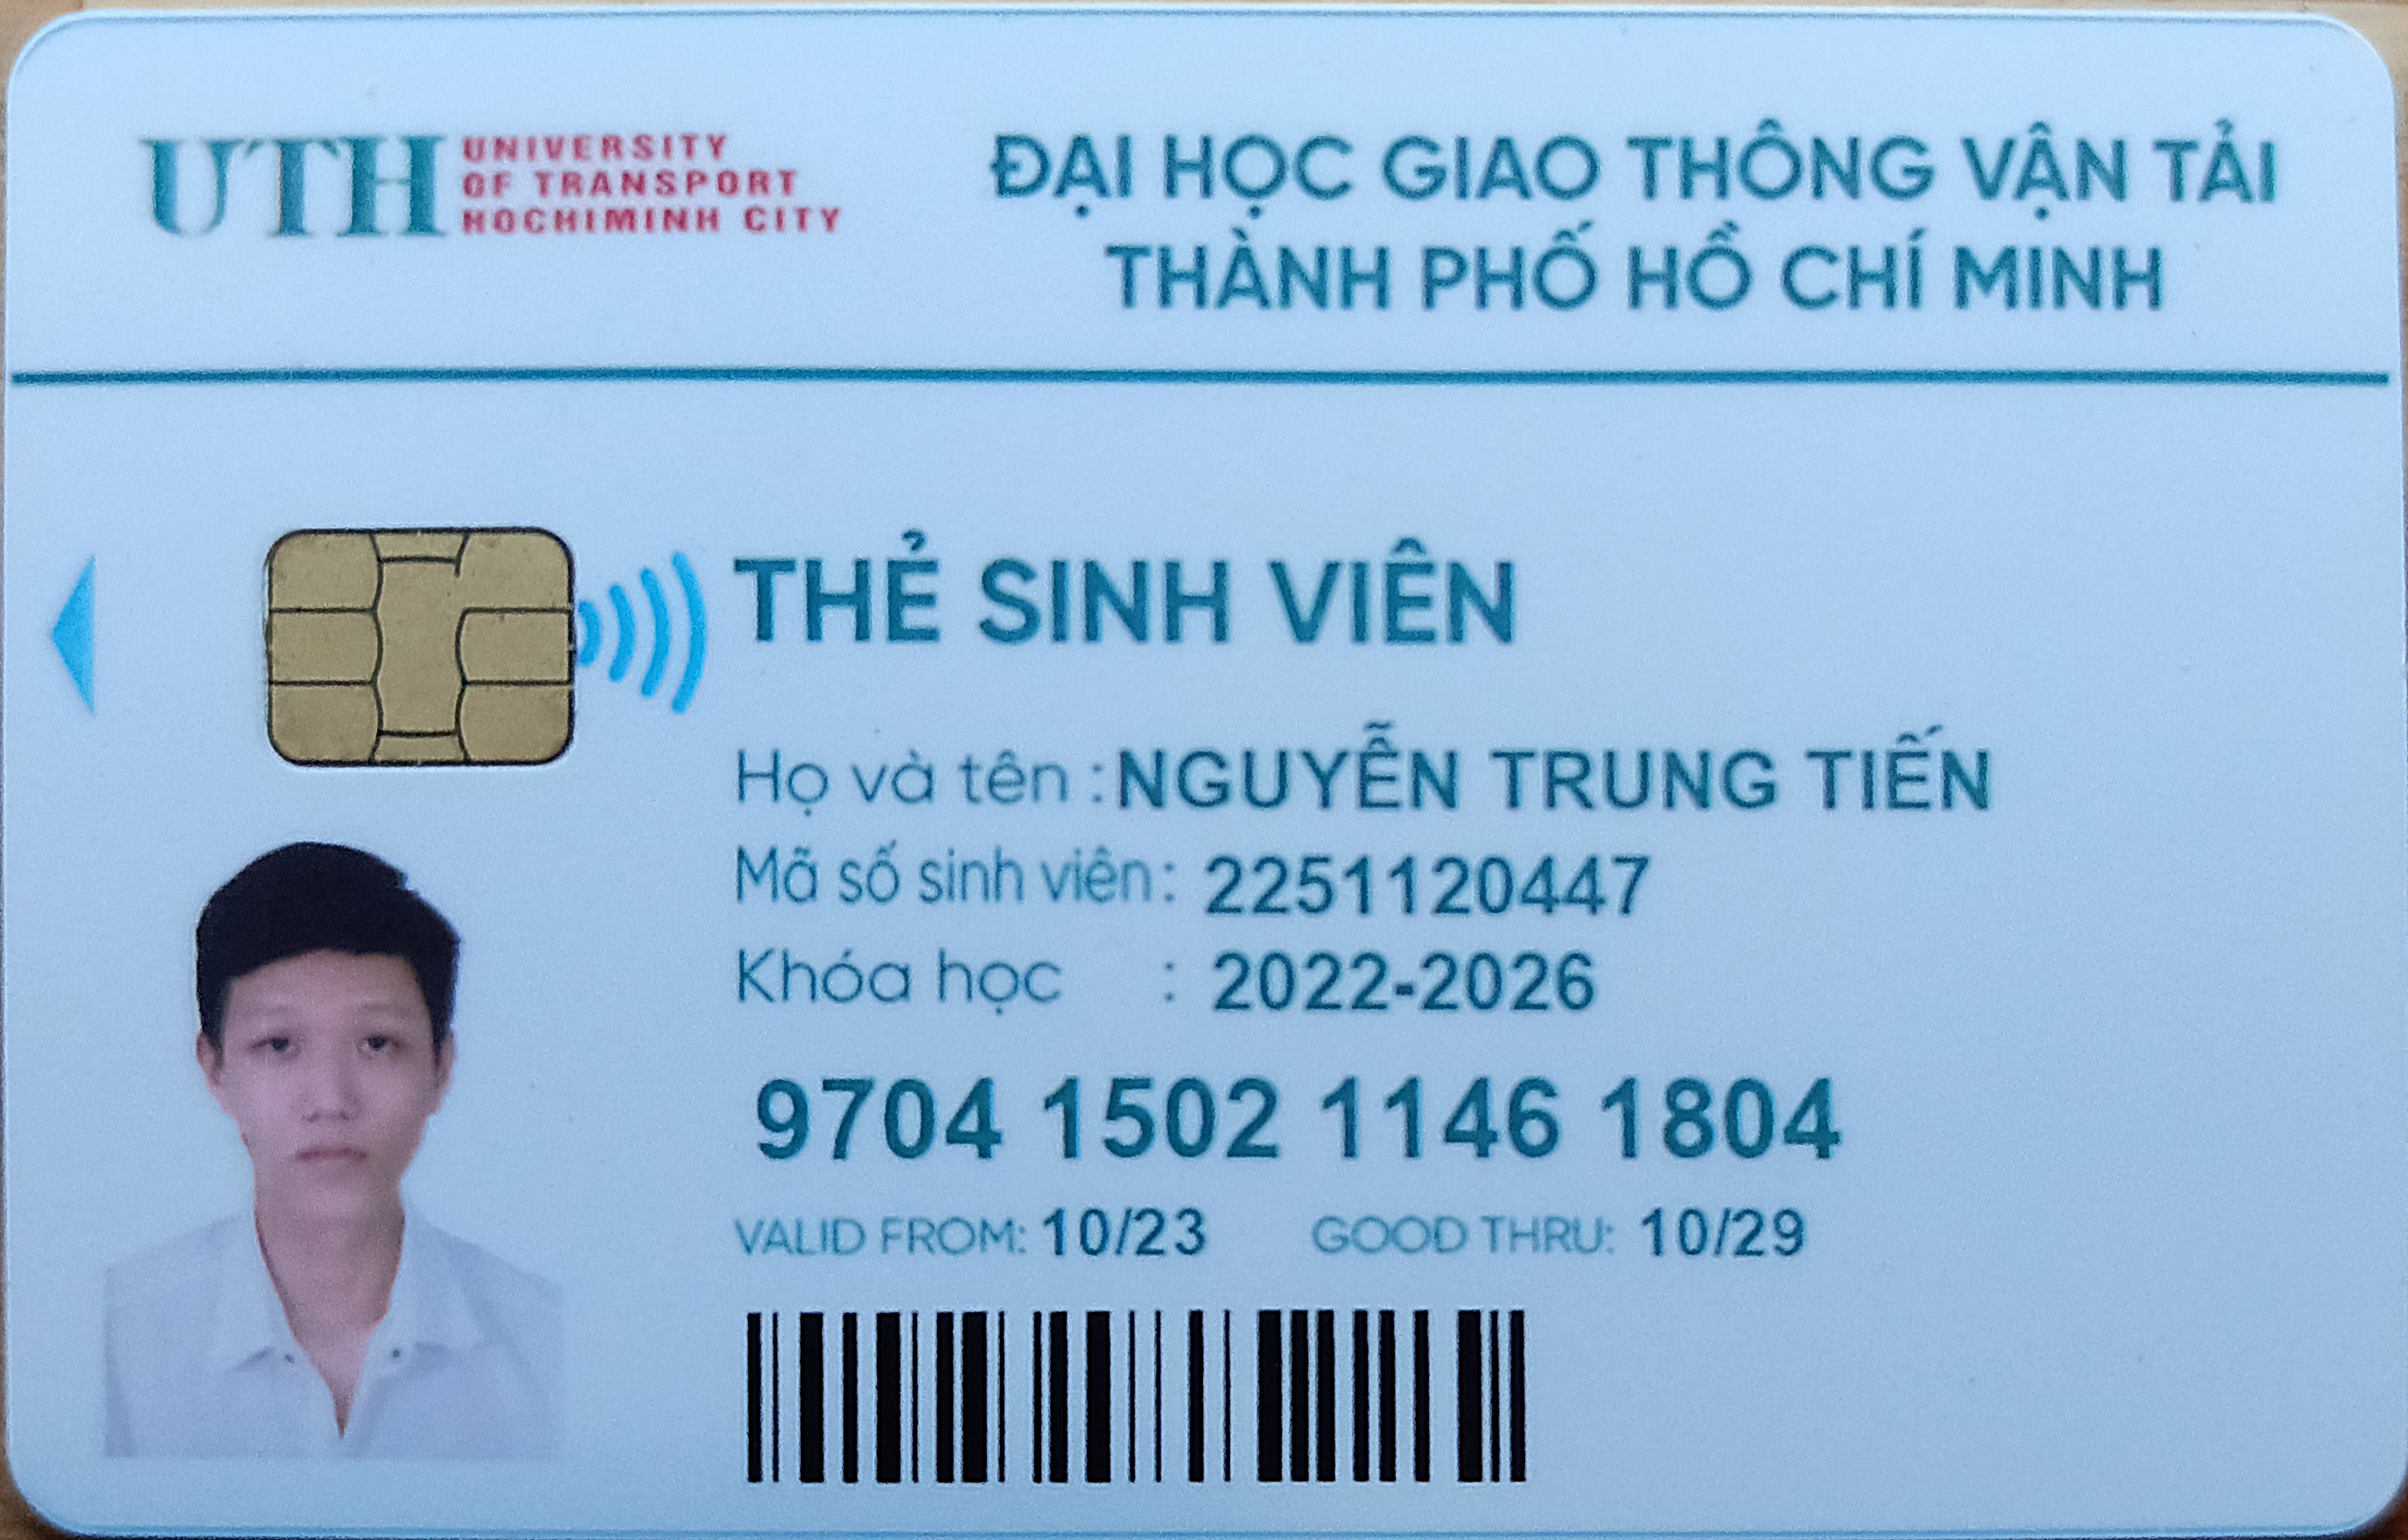 UTH
UNIVERSITY
OF TRANSPORT
HOCHIMINH CITY
ĐẠI HỌC GIAO THÔNG VẬN TẢI
THÀNH PHỐ HỒ CHÍ MINH
THẺ SINH VIÊN
Họ và tên : NGUYỄN TRUNG TIẾN
Mã số sinh viên : 2251120447
Khóa học : 2022-2026
9704 1502 1146 1804
VALID FROM: 10/23 GOOD THRU: 10/29